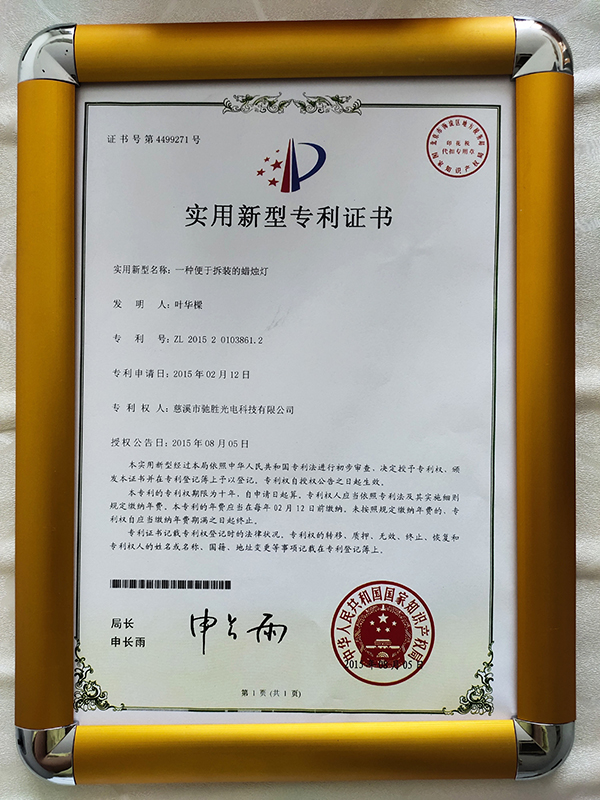 证书号第4499271号
实用新型专利证书
实用新型名称：一种便于拆装的蜡烛灯
发明人：叶华樑
专利号：ZL 2015 2 0103861.2
专利申请日：2015年02月12日
专利权人：慈溪市驰胜光电科技有限公司
授权公告日：2015年08月05日
本实用新型经过本局依照中华人民共和国专利法进行初步审查，决定授予专利权，颁
发本证书并在专利登记簿上予以登记。专利权自授权公告之日起生效。
本专利的专利权期限为十年，自申请日起算。专利权人应当依照专利法及其实施细则
规定缴纳年费。本专利的年费应当在每年02月12日前缴纳。未按照规定缴纳年费的，专
利权自应当缴纳年费期满之日起终止。
专利证书记载专利权登记时的法律状况。专利权的转移、质押、无效、终止、恢复和
专利权人的姓名或名称、国籍、地址变更等事项记载在专利登记簿上。
局长
申长雨
申长雨
中华人民共和国国家知识产权局
2015年08月05日
第1页(共1页)